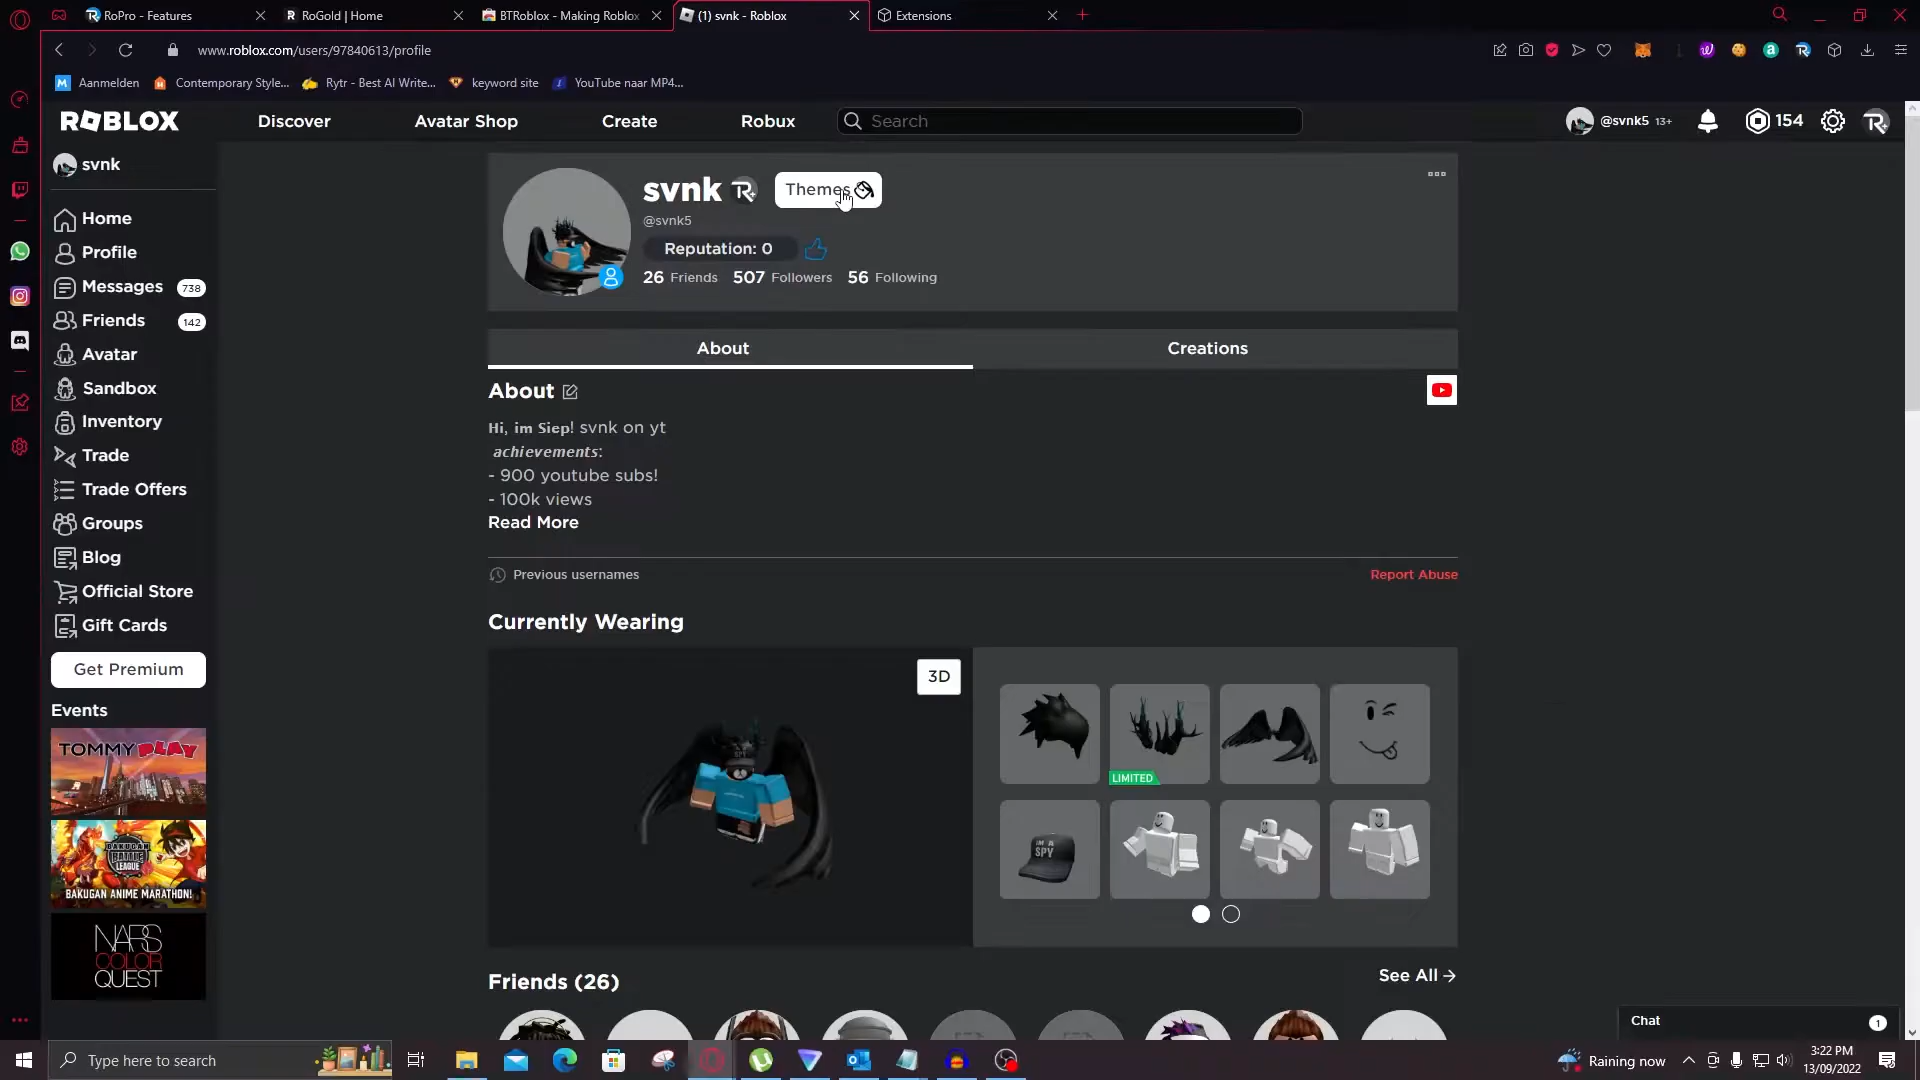 RoPro - Features
RoGold | Home
BTRoblox - Making Roblox
(1) svnk - Roblox
Extensions
www.roblox.com/users/97840613/profile
Aanmelden
Contemporary Style...
Rytr - Best AI Write...
keyword site
YouTube naar MP4...
ROBLOX
Discover
Avatar Shop
Create
Robux
Search
@svnk5 13+
154
svnk
Home
Profile
Messages 738
Friends 142
Avatar
Sandbox
Inventory
Trade
Trade Offers
Groups
Blog
Official Store
Gift Cards
Get Premium
Events
TOMMY PLAY
BAKUGAN
BATTLE
LEAGUE
BAKUGAN ANIME MARATHON!
NARS
COLOR
QUEST
svnk
Themes
@svnk5
Reputation: 0
26 Friends 507 Followers 56 Following
About
Creations
About
Hi, im Siep! svnk on yt
achievements:
- 900 youtube subs!
- 100k views
Read More
Previous usernames
Report Abuse
Currently Wearing
3D
LIMITED
I'M A
SPY
Friends (26)
See All
Chat
1
Type here to search
Raining now
3:22 PM
13/09/2022